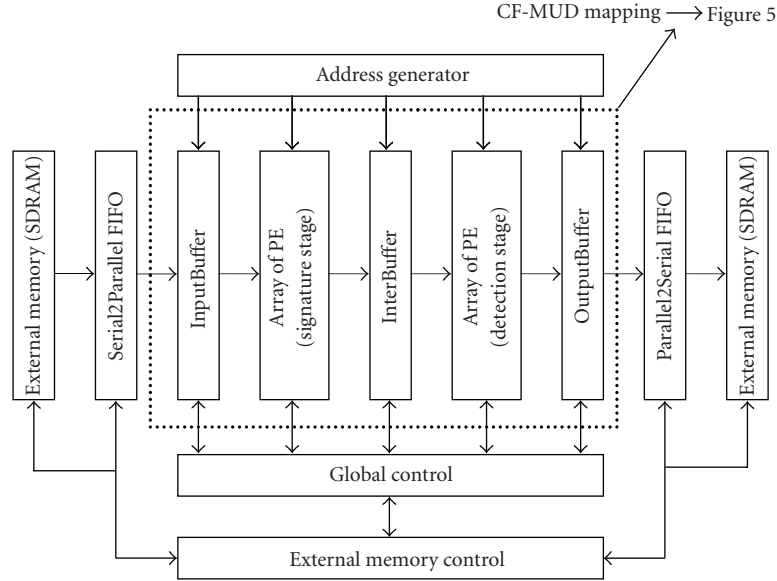 CF-MUD mapping Figure 5
Address generator
External memory (SDRAM)
Serial2Parallel FIFO
InputBuffer
Array of PE
(signature stage)
InterBuffer
Array of PE
(detection stage)
OutputBuffer
Parallel2Serial FIFO
External memory (SDRAM)
Global control
External memory control